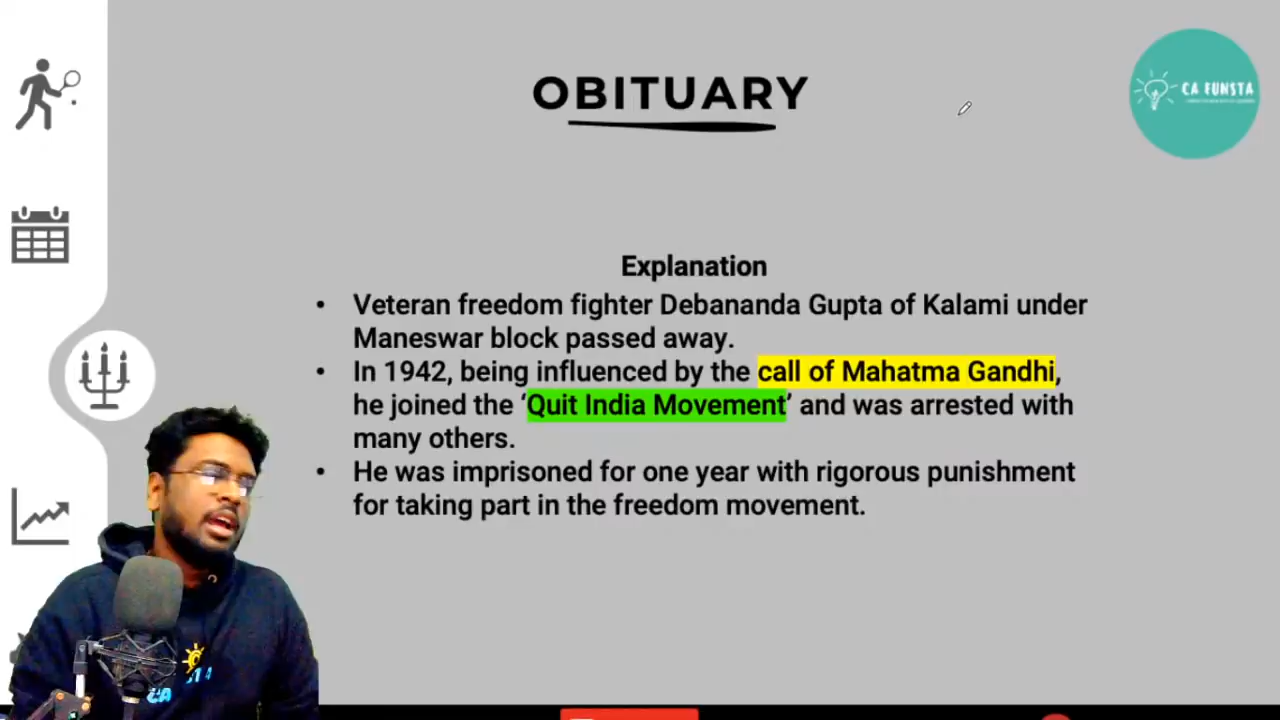 OBITUARY
CA FUNSTA
Explanation
• Veteran freedom fighter Debananda Gupta of Kalami under
Maneswar block passed away.
• In 1942, being influenced by the call of Mahatma Gandhi,
he joined the ‘Quit India Movement’ and was arrested with
many others.
• He was imprisoned for one year with rigorous punishment
for taking part in the freedom movement.
CA